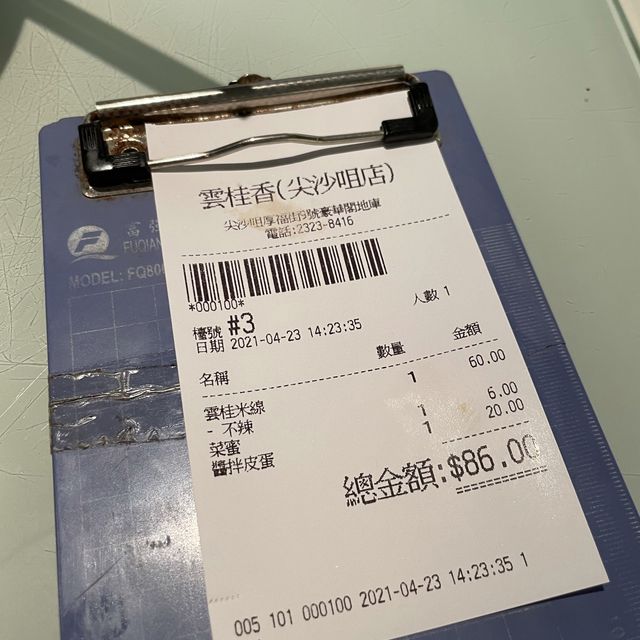 雲桂香(尖沙咀店)
尖沙咀厚福街9號豪華閣地庫
電話:2323-8416
*000100*
人數 1
檯號 #3
日期 2021-04-23 14:23:35
名稱 數量 金額
雲桂米線 1 60.00
- 不辣
菜蜜 1 6.00
醬拌皮蛋 1 20.00
總金額:$86.00
005 101 000100 2021-04-23 14:23:35 1
富強
FUQIAN
MODEL: FQ80